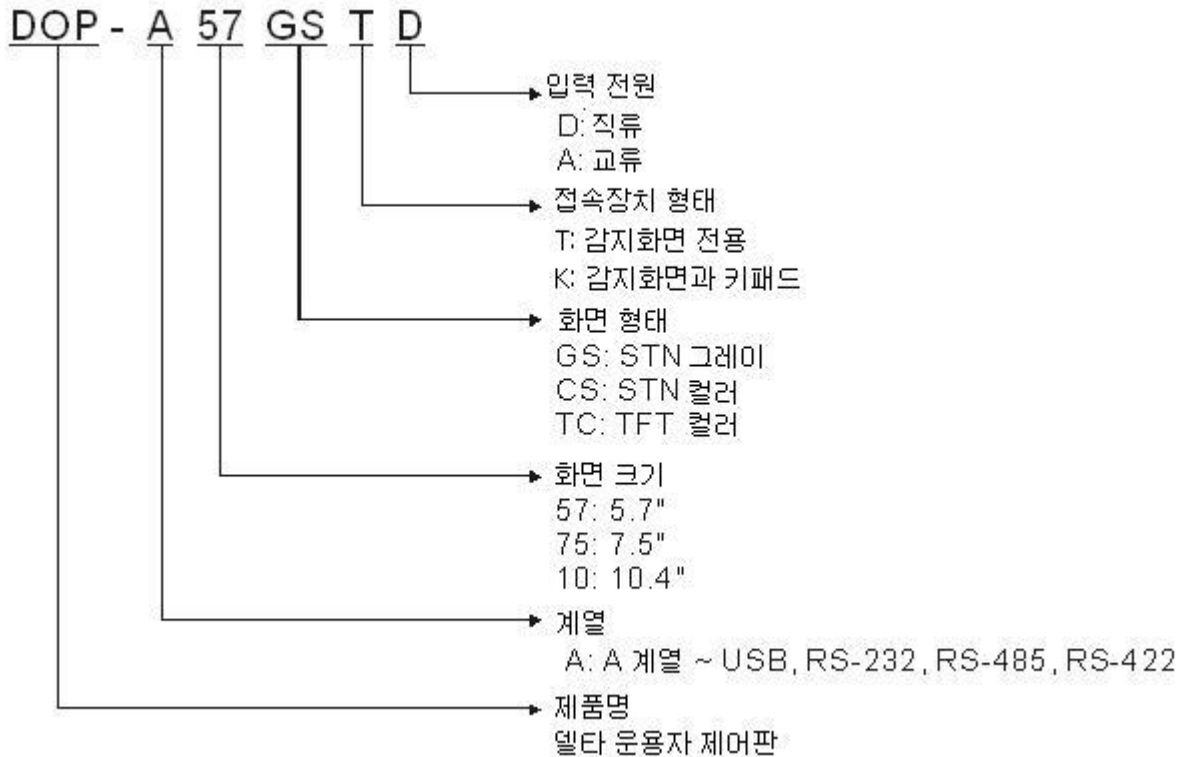 DOP - A 57 GS T D
입력 전원
D: 직류
A: 교류
접속장치 형태
T: 감지화면 전용
K: 감지화면과 키패드
화면 형태
GS: STN 그레이
CS: STN 컬러
TC: TFT 컬러
화면 크기
57: 5.7"
75: 7.5"
10: 10.4"
계열
A: A 계열 ~ USB, RS-232, RS-485, RS-422
제품명
델타 운용자 제어판